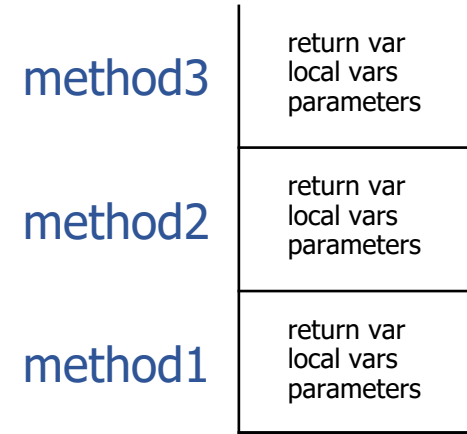 method3
return var
local vars
parameters
method2
return var
local vars
parameters
method1
return var
local vars
parameters